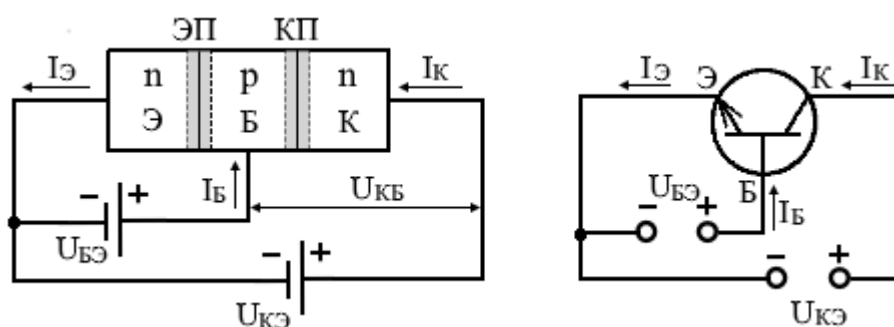 ЭП КП
IЭ n p n IК
Э Б К
IБ UКБ
- + UБЭ
- + UКЭ
IЭ Э К IК
Б
UБЭ IБ
- +
- +
UКЭ